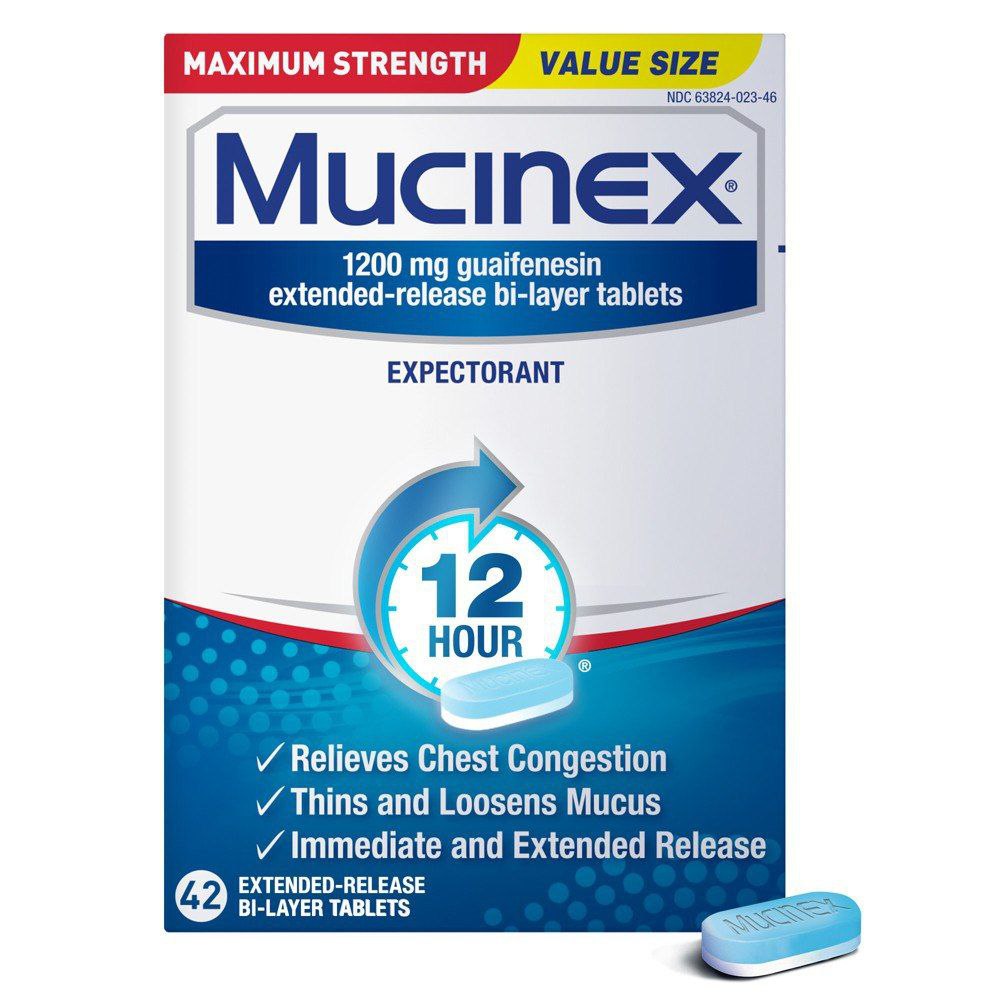 MAXIMUM STRENGTH
VALUE SIZE
NDC 63824-023-46
Mucinex®
1200 mg guaifenesin
extended-release bi-layer tablets
EXPECTORANT
12
HOUR
Mucinex
®
✓ Relieves Chest Congestion
✓ Thins and Loosens Mucus
✓ Immediate and Extended Release
42
EXTENDED-RELEASE
BI-LAYER TABLETS
Mucinex